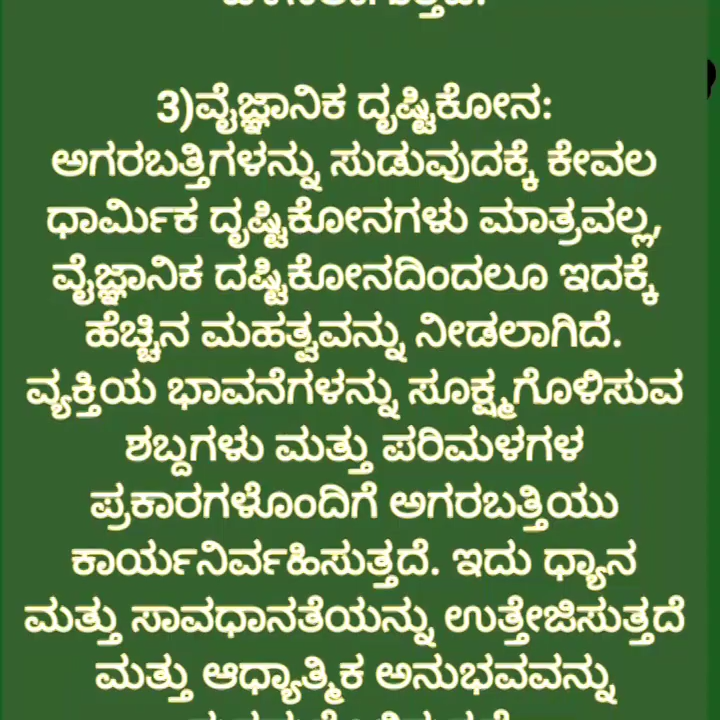 3)ವೈಜ್ಞಾನಿಕ ದೃಷ್ಟಿಕೋನ:
ಅಗರಬತ್ತಿಗಳನ್ನು ಸುಡುವುದಕ್ಕೆ ಕೇವಲ
ಧಾರ್ಮಿಕ ದೃಷ್ಟಿಕೋನಗಳು ಮಾತ್ರವಲ್ಲ,
ವೈಜ್ಞಾನಿಕ ದಷ್ಟಿಕೋನದಿಂದಲೂ ಇದಕ್ಕೆ
ಹೆಚ್ಚಿನ ಮಹತ್ವವನ್ನು ನೀಡಲಾಗಿದೆ.
ವ್ಯಕ್ತಿಯ ಭಾವನೆಗಳನ್ನು ಸೂಕ್ಷ್ಮಗೊಳಿಸುವ
ಶಬ್ದಗಳು ಮತ್ತು ಪರಿಮಳಗಳ
ಪ್ರಕಾರಗಳೊಂದಿಗೆ ಅಗರಬತ್ತಿಯು
ಕಾರ್ಯನಿರ್ವಹಿಸುತ್ತದೆ. ಇದು ಧ್ಯಾನ
ಮತ್ತು ಸಾವಧಾನತೆಯನ್ನು ಉತ್ತೇಜಿಸುತ್ತದೆ
ಮತ್ತು ಆಧ್ಯಾತ್ಮಿಕ ಅನುಭವವನ್ನು